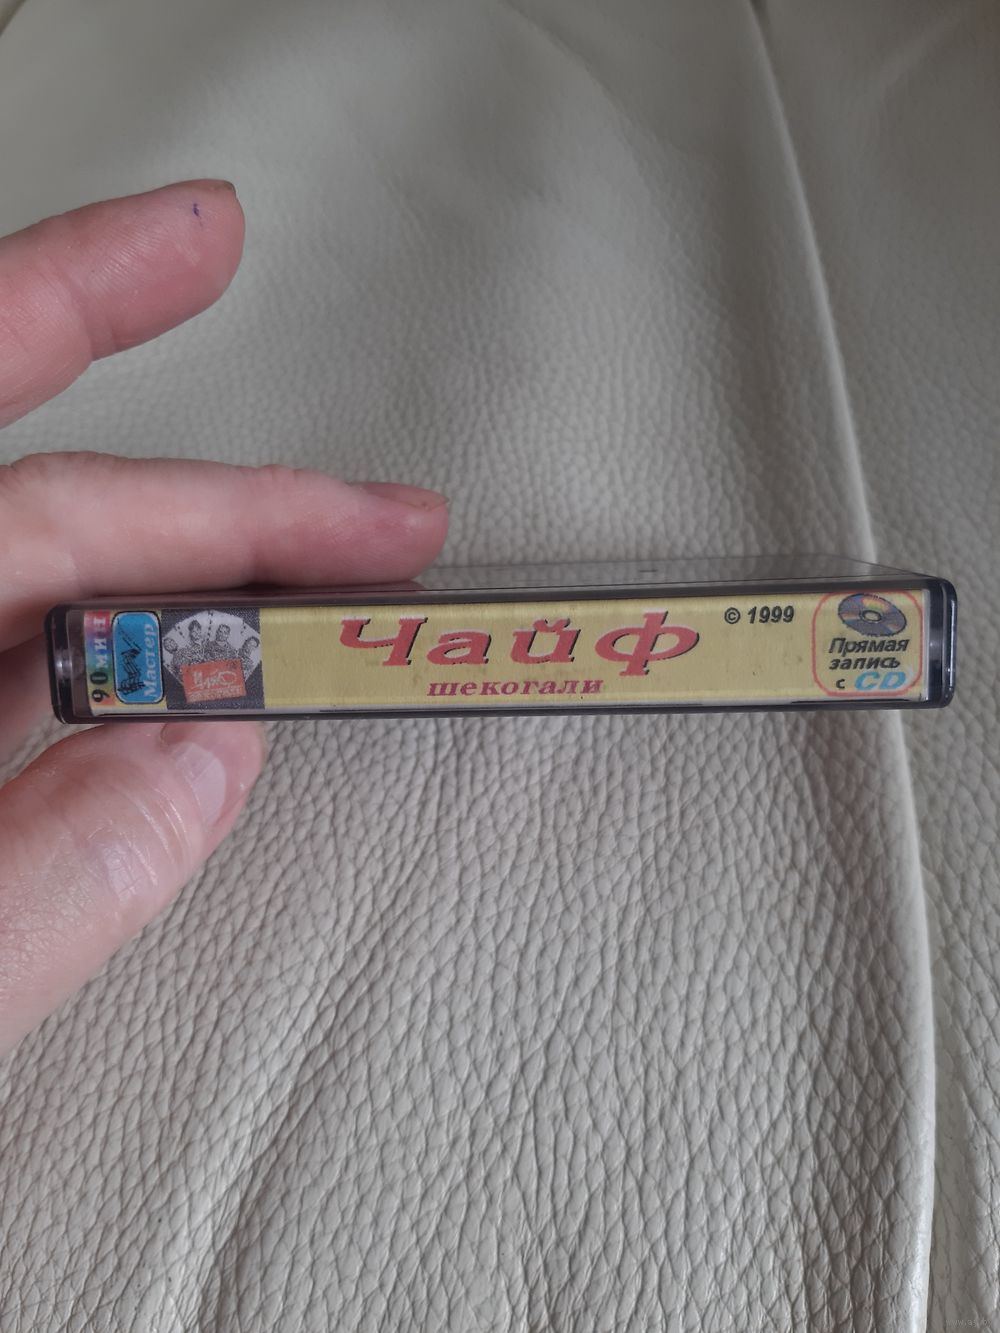 90 мин
Мастер
Чайф
шекогали
© 1999
Прямая
запись
с CD